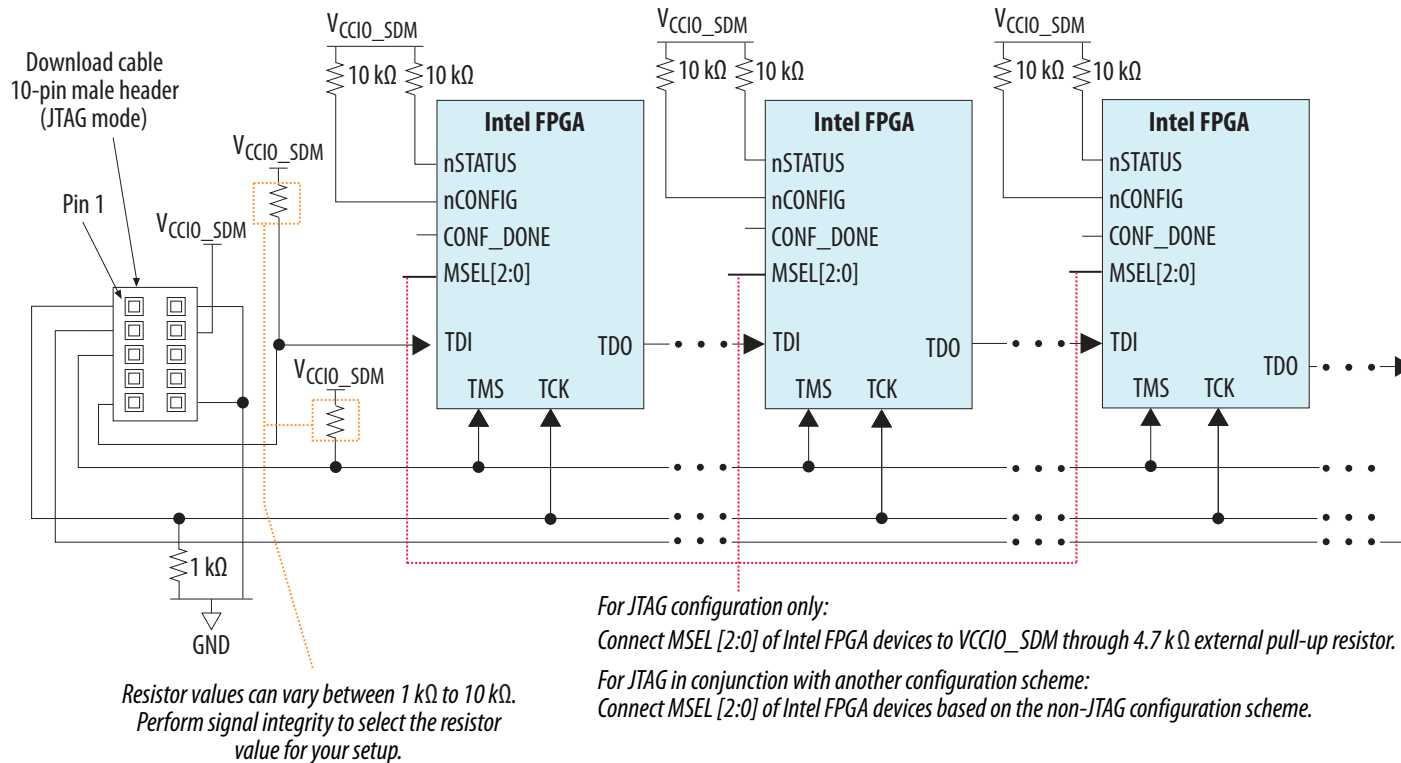 Download cable
10-pin male header
(JTAG mode)
Pin 1
VCCIO_SDM
VCCIO_SDM
VCCIO_SDM
GND
1 kΩ
VCCIO_SDM
10 kΩ
10 kΩ
Intel FPGA
nSTATUS
nCONFIG
CONF_DONE
MSEL[2:0]
TDI
TDO
TMS
TCK
VCCIO_SDM
10 kΩ
10 kΩ
Intel FPGA
nSTATUS
nCONFIG
CONF_DONE
MSEL[2:0]
TDI
TDO
TMS
TCK
VCCIO_SDM
10 kΩ
10 kΩ
Intel FPGA
nSTATUS
nCONFIG
CONF_DONE
MSEL[2:0]
TDI
TDO
TMS
TCK
Resistor values can vary between 1 kΩ to 10 kΩ.
Perform signal integrity to select the resistor
value for your setup.
For JTAG configuration only:
Connect MSEL [2:0] of Intel FPGA devices to VCCIO_SDM through 4.7 kΩ external pull-up resistor.
For JTAG in conjunction with another configuration scheme:
Connect MSEL [2:0] of Intel FPGA devices based on the non-JTAG configuration scheme.